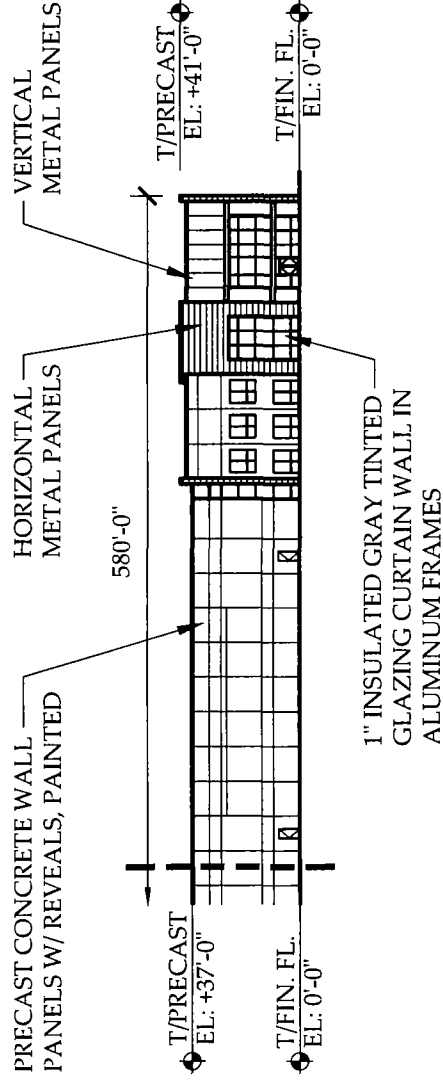 PRECAST CONCRETE WALL
PANELS W/ REVEALS, PAINTED
HORIZONTAL
METAL PANELS
VERTICAL
METAL PANELS
580'-0"
T/PRECAST
EL: +37'-0"
T/FIN. FL.
EL: 0'-0"
T/PRECAST
EL: +41'-0"
T/FIN. FL.
EL: 0'-0"
1" INSULATED GRAY TINTED
GLAZING CURTAIN WALL IN
ALUMINUM FRAMES